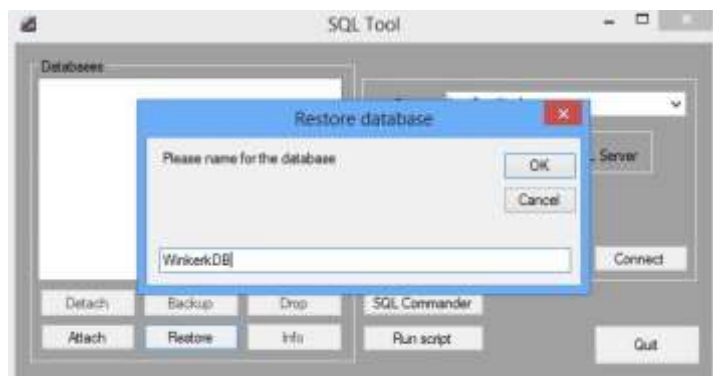 SQL Tool
Databases
Restore database
Please name for the database
OK
Cancel
WinkerkDB
Server
Connect
Detach
Backup
Drop
SQL Commander
Attach
Restore
Info
Run script
Quit